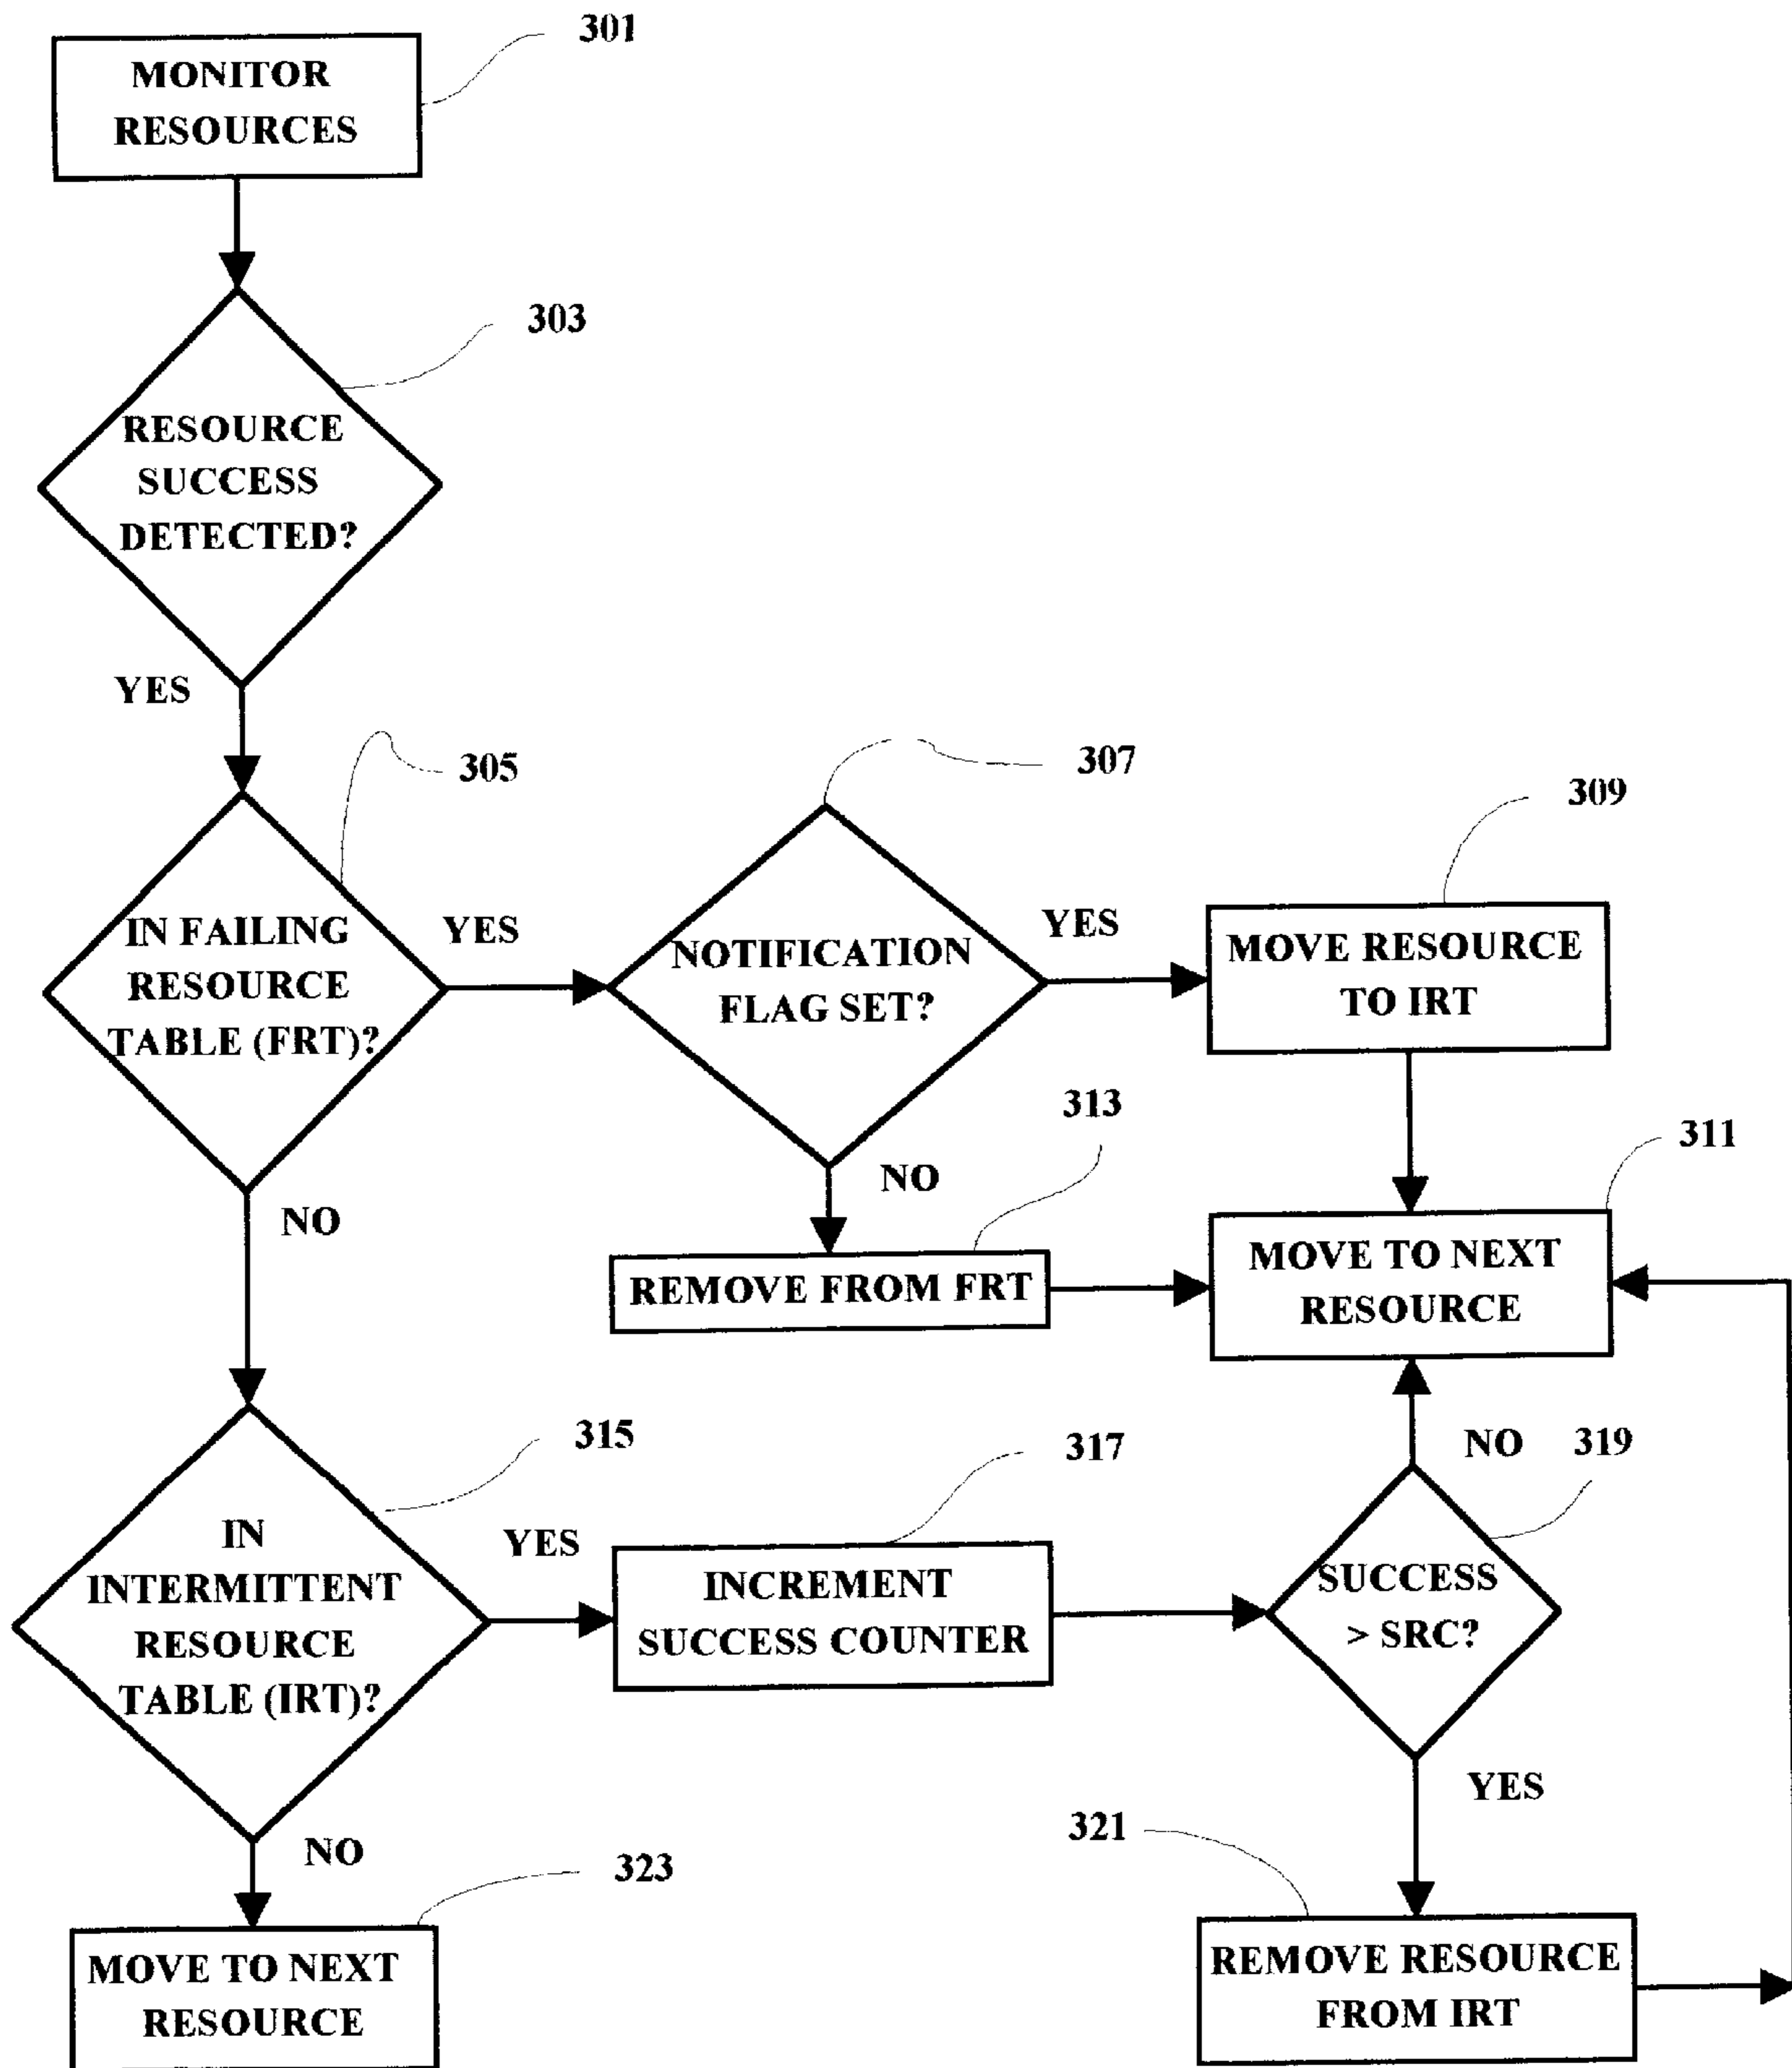 301
MONITOR
RESOURCES
303
RESOURCE
SUCCESS
DETECTED?
YES
305
IN FAILING
RESOURCE
TABLE (FRT)?
YES
307
NOTIFICATION
FLAG SET?
YES
309
MOVE RESOURCE
TO IRT
NO
313
REMOVE FROM FRT
311
MOVE TO NEXT
RESOURCE
NO
315
IN
INTERMITTENT
RESOURCE
TABLE (IRT)?
YES
317
INCREMENT
SUCCESS COUNTER
NO
319
SUCCESS
> SRC?
YES
321
REMOVE RESOURCE
FROM IRT
NO
323
MOVE TO NEXT
RESOURCE